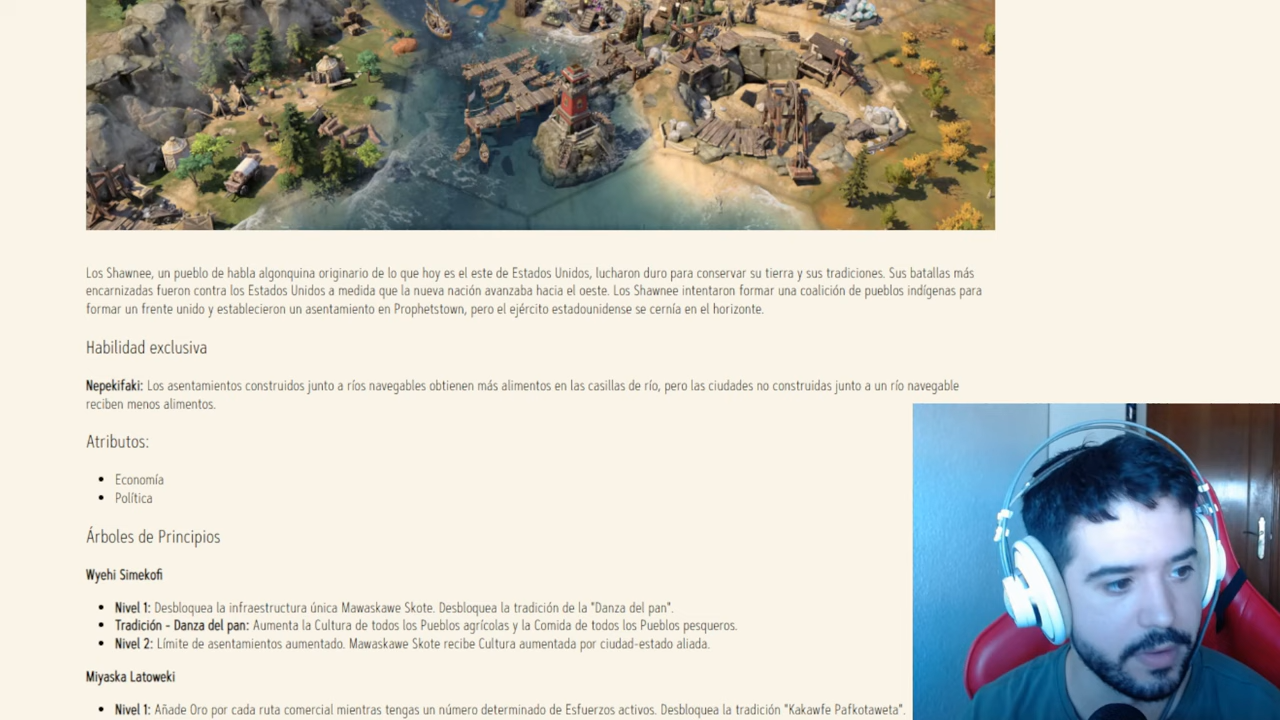 Los Shawnee, un pueblo de habla algonquina originario de lo que hoy es el este de Estados Unidos, lucharon duro para conservar su tierra y sus tradiciones. Sus batallas más
encarnizadas fueron contra los Estados Unidos a medida que la nueva nación avanzaba hacia el oeste. Los Shawnee intentaron formar una coalición de pueblos indígenas para
formar un frente unido y establecieron un asentamiento en Prophetstown, pero el ejército estadounidense se cernía en el horizonte.
Habilidad exclusiva
Nepekifaki: Los asentamientos construidos junto a ríos navegables obtienen más alimentos en las casillas de río, pero las ciudades no construidas junto a un río navegable
reciben menos alimentos.
Atributos:
• Economía
• Política
Árboles de Principios
Wyehi Simekofi
• Nivel 1: Desbloquea la infraestructura única Mawaskawe Skote. Desbloquea la tradición de la "Danza del pan".
• Tradición - Danza del pan: Aumenta la Cultura de todos los Pueblos agrícolas y la Comida de todos los Pueblos pesqueros.
• Nivel 2: Límite de asentamientos aumentado. Mawaskawe Skote recibe Cultura aumentada por ciudad-estado aliada.
Miyaska Latoweki
• Nivel 1: Añade Oro por cada ruta comercial mientras tengas un número determinado de Esfuerzos activos. Desbloquea la tradición "Kakawfe Pafkotaweta".